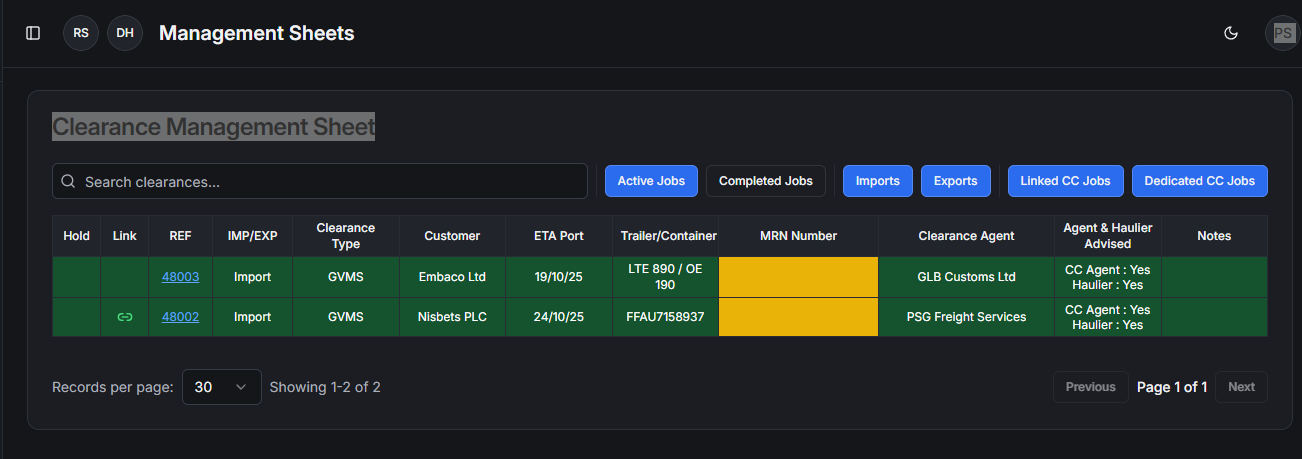 RS DH Management Sheets PS
Clearance Management Sheet
Search clearances... Active Jobs Completed Jobs Imports Exports Linked CC Jobs Dedicated CC Jobs
Hold Link REF IMP/EXP Clearance Type Customer ETA Port Trailer/Container MRN Number Clearance Agent Agent & Haulier Advised Notes
48003 Import GVMS Embaco Ltd 19/10/25 LTE 890 / OE 190 GLB Customs Ltd CC Agent : Yes Haulier : Yes
48002 Import GVMS Nisbets PLC 24/10/25 FFAU7158937 PSG Freight Services CC Agent : Yes Haulier : Yes
Records per page: 30 Showing 1-2 of 2 Previous Page 1 of 1 Next